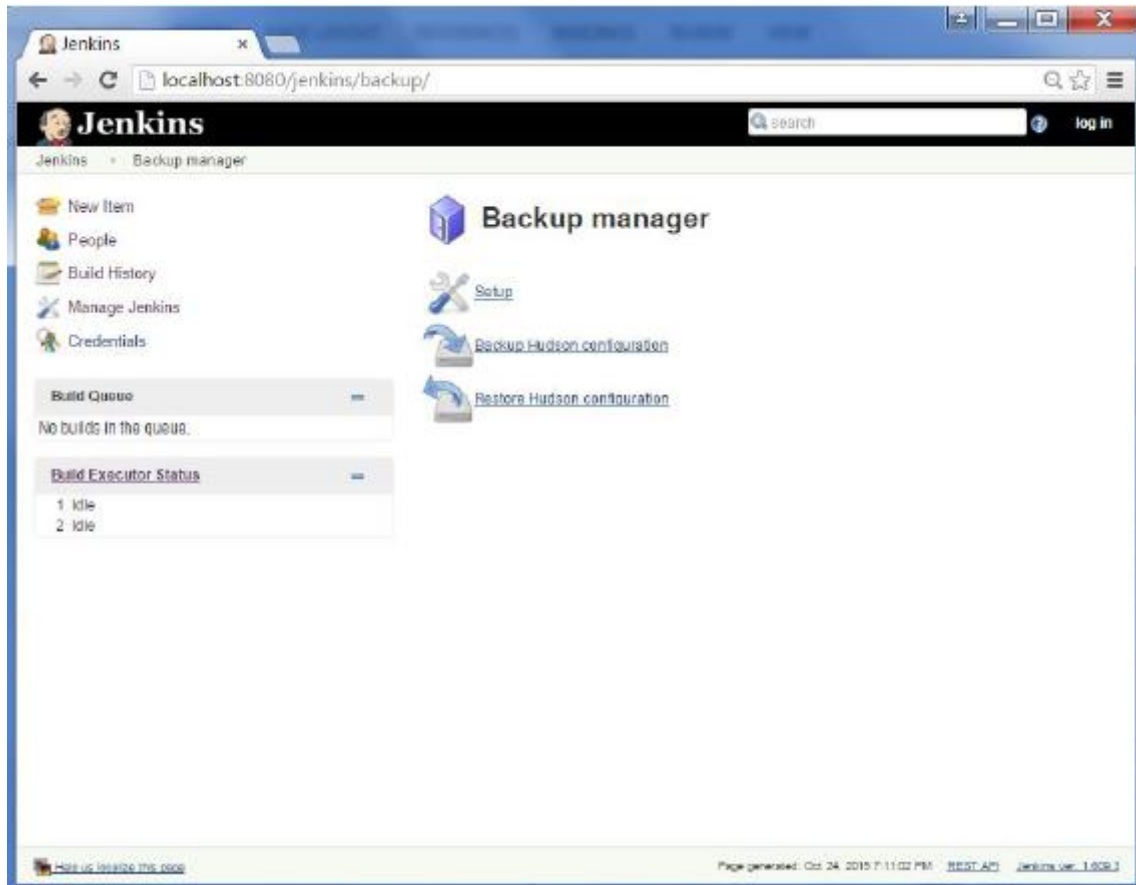 Jenkins
localhost:8080/jenkins/backup/
Jenkins
search
log in
Jenkins
Backup manager
New Item
People
Build History
Manage Jenkins
Credentials
Build Queue
No builds in the queue.
Build Executor Status
1 Idle
2 Idle
Backup manager
Setup
Backup Hudson configuration
Restore Hudson configuration
Help us localize this page
Page generated: Oct 24, 2015 7:11:02 PM
REST API
Jenkins ver. 1.609.3